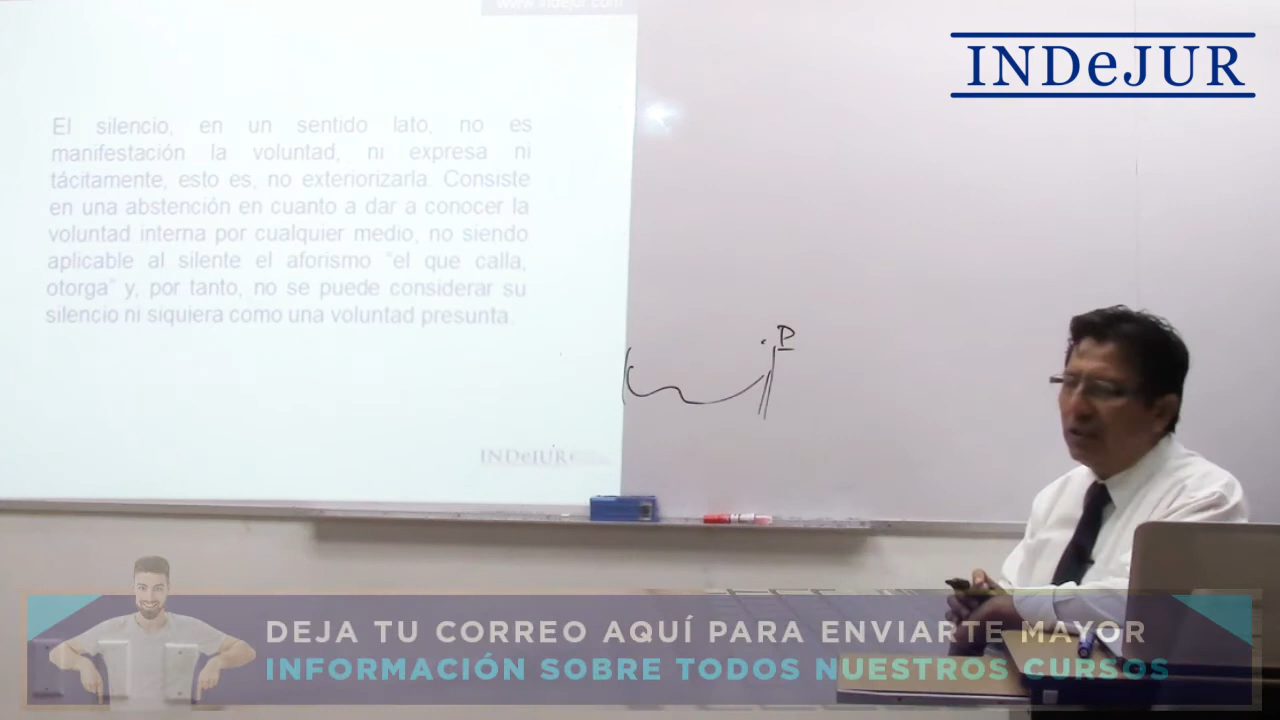 www.indejur.com
INDeJUR
El silencio, en un sentido lato, no es
manifestación la voluntad, ni expresa ni
tácitamente, esto es, no exteriorizarla. Consiste
en una abstención en cuanto a dar a conocer la
voluntad interna por cualquier medio, no siendo
aplicable al silente el aforismo "el que calla,
otorga" y, por tanto, no se puede considerar su
silencio ni siquiera como una voluntad presunta.
P
INDeJUR
DEJA TU CORREO AQUÍ PARA ENVIARTE MAYOR
INFORMACIÓN SOBRE TODOS NUESTROS CURSOS